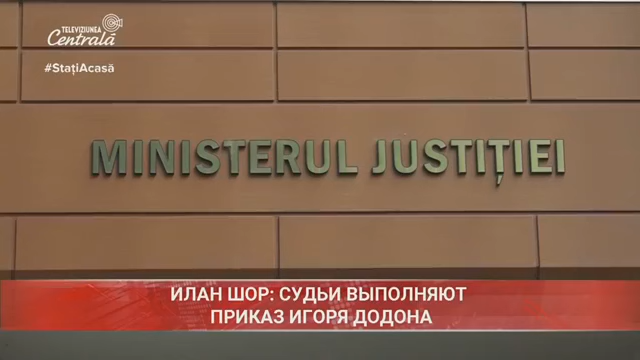 TELEVIZIUNEA
Centrală
#StațiAcasă
MINISTERUL JUSTIȚIEI
ИЛАН ШОР: СУДЬИ ВЫПОЛНЯЮТ
ПРИКАЗ ИГОРЯ ДОДОНА